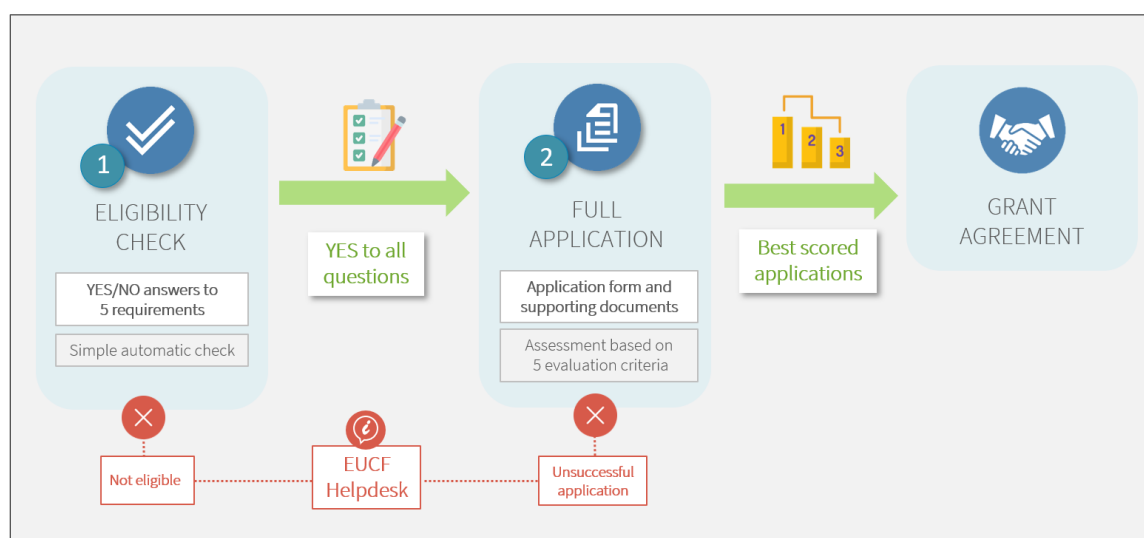 1
ELIGIBILITY
CHECK
YES/NO answers to
5 requirements
Simple automatic check
YES to all
questions
2
FULL
APPLICATION
Application form and
supporting documents
Assessment based on
5 evaluation criteria
1
2
3
Best scored
applications
GRANT
AGREEMENT
Not eligible
i
EUCF
Helpdesk
Unsuccessful
application